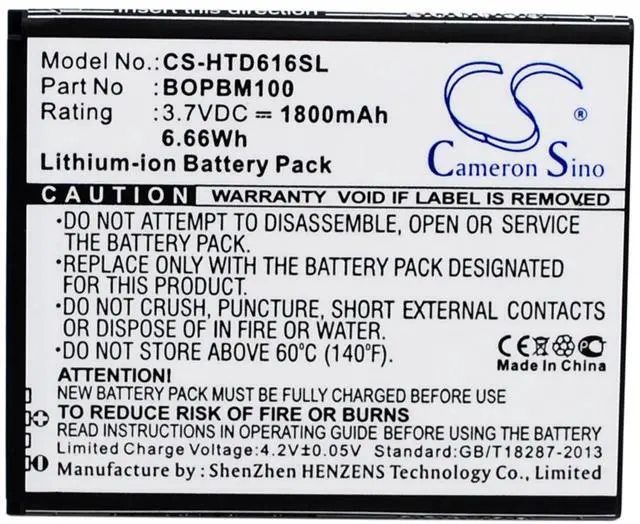 Model No.: CS-HTD616SL
Part No : BOPBM100
Rating : 3.7VDC ⎓ 1800mAh
6.66Wh
Lithium-ion Battery Pack
CS
®
Cameron Sino
CAUTION WARRANTY VOID IF LABEL IS REMOVED.
•DO NOT ATTEMPT TO DISASSEMBLE, OPEN OR SERVICE
THE BATTERY PACK.
•REPLACE ONLY WITH THE BATTERY PACK DESIGNATED
FOR THIS PRODUCT.
•DO NOT CRUSH, PUNCTURE, SHORT EXTERNAL CONTACTS
OR DISPOSE OF IN FIRE OR WATER.
•DO NOT STORE ABOVE 60°C (140°F).
CE
Made In China
ATTENTION!
NEW BATTERY PACK MUST BE FULLY CHARGED BEFORE USE
TO REDUCE RISK OF FIRE OR BURNS
READ INSTRUCTIONS IN OPERATING GUIDE BEFORE USING THE BATTERY
Limited Charge Voltage:4.2V±0.05V Standard:GB/T18287-2013
Manufacturer: ShenZhen HENZENS Technology Co., Ltd.